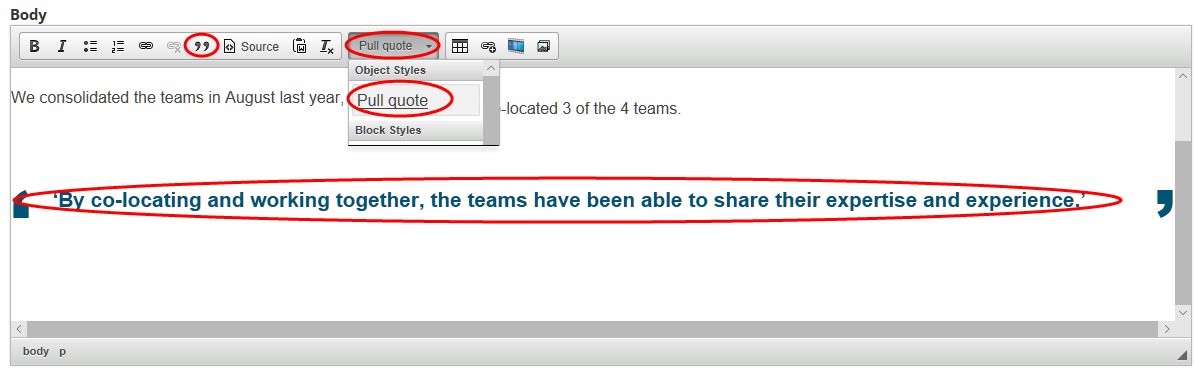 Body
B I Source Pull quote
Object Styles
Pull quote
Block Styles
We consolidated the teams in August last year,
-located 3 of the 4 teams.
‘By co-locating and working together, the teams have been able to share their expertise and experience.’
body p